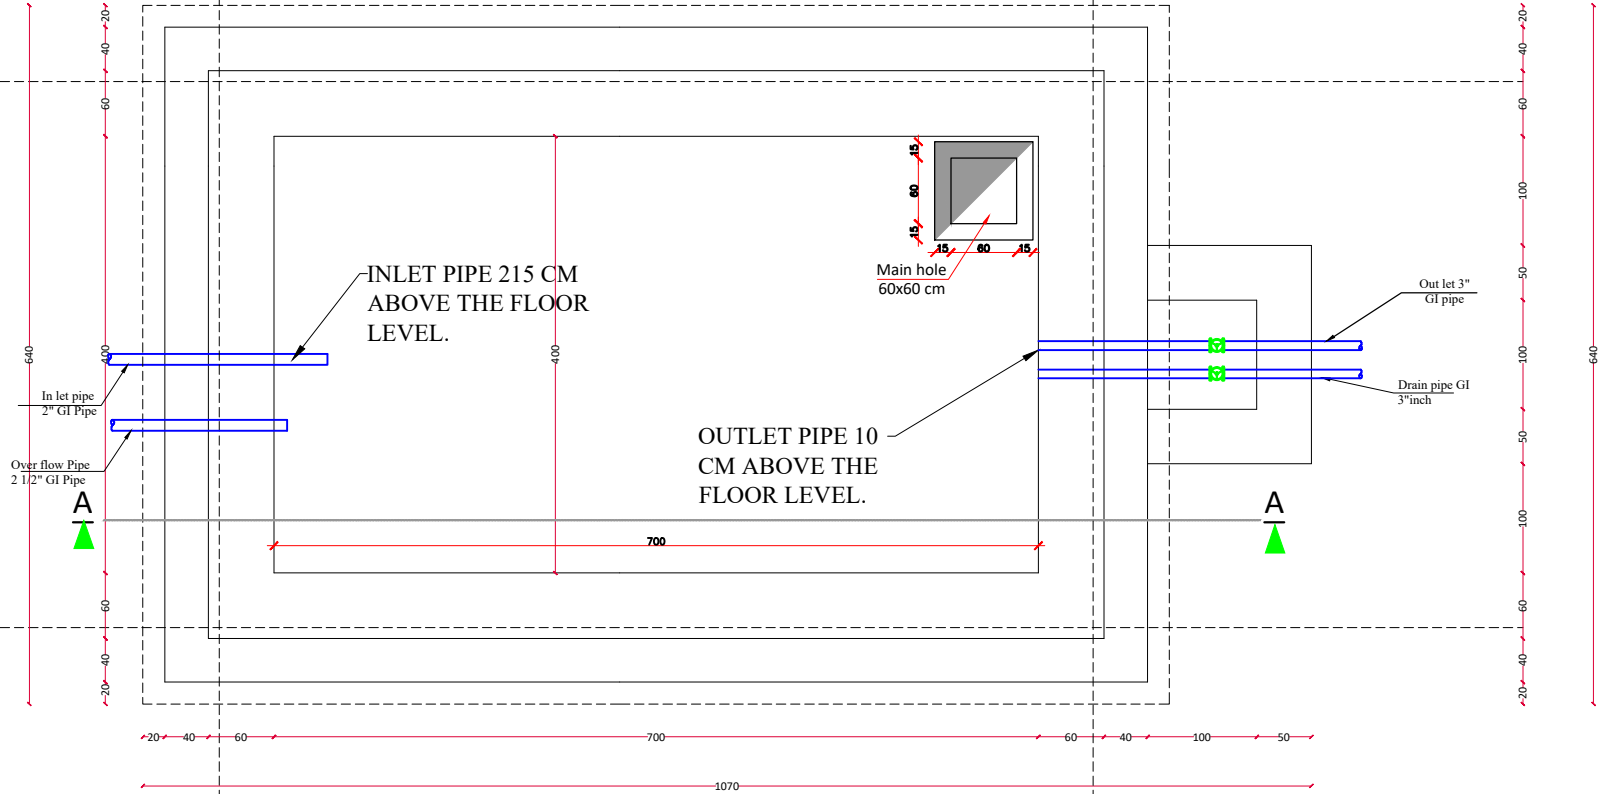 20
40
60
400
60
40
20
640
INLET PIPE 215 CM
ABOVE THE FLOOR
LEVEL.
In let pipe
2" GI Pipe
Over flow Pipe
2 1/2" GI Pipe
A
400
700
15
60
15
15
60
15
Main hole
60x60 cm
OUTLET PIPE 10
CM ABOVE THE
FLOOR LEVEL.
Out let 3"
GI pipe
Drain pipe GI
3"inch
A
20
40
60
100
50
100
50
100
60
40
20
640
20
40
60
700
60
40
100
50
1070